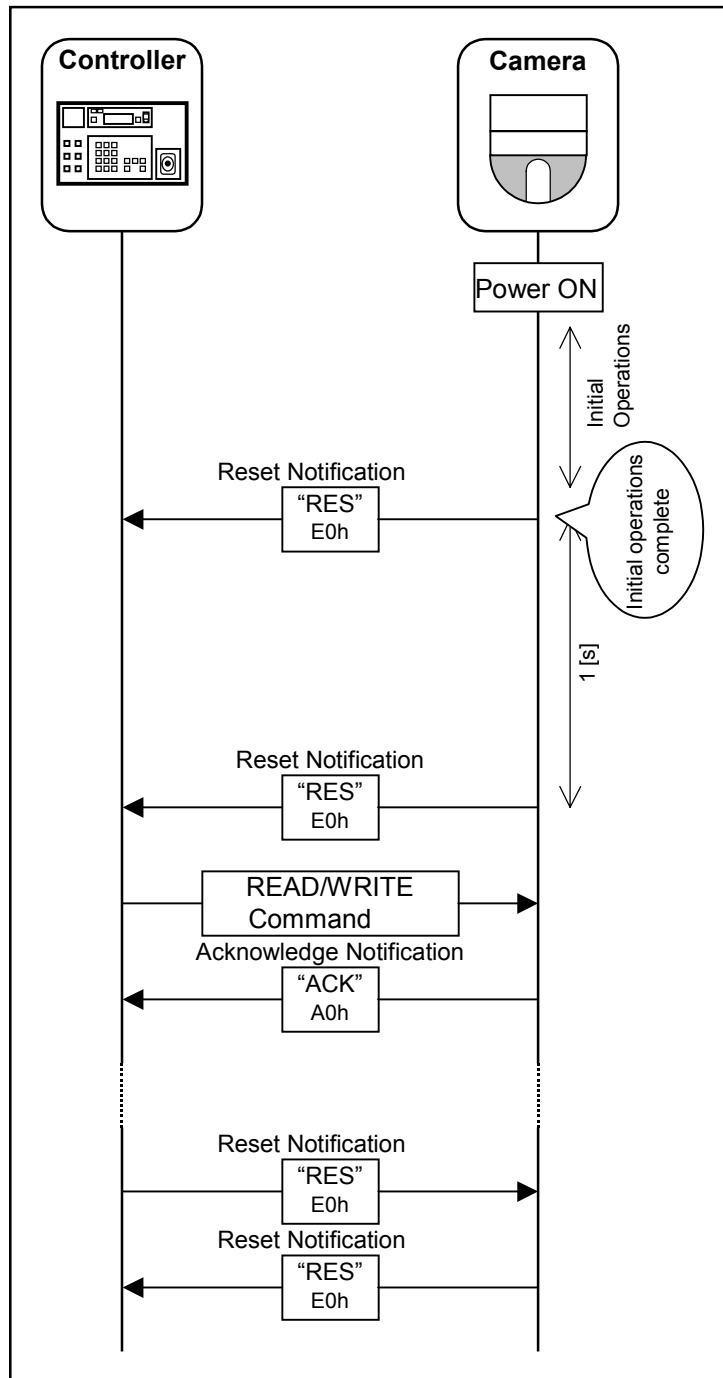 Controller
Camera
Power ON
Initial
Operations
Reset Notification
“RES”
E0h
Initial operations
complete
1 [s]
Reset Notification
“RES”
E0h
READ/WRITE
Command
Acknowledge Notification
“ACK”
A0h
Reset Notification
“RES”
E0h
Reset Notification
“RES”
E0h